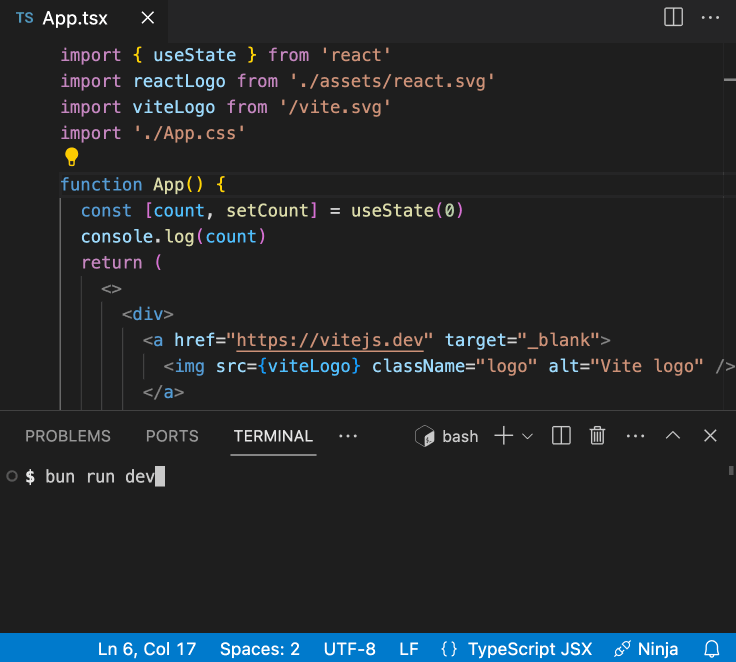 TS App.tsx
import { useState } from 'react'
import reactLogo from './assets/react.svg'
import viteLogo from '/vite.svg'
import './App.css'
function App() {
const [count, setCount] = useState(0)
console.log(count)
return (
<>
<div>
<a href="https://vitejs.dev" target="_blank">
<img src={viteLogo} className="logo" alt="Vite logo" />
</a>
PROBLEMS PORTS TERMINAL ··· bash
$ bun run dev
Ln 6, Col 17 Spaces: 2 UTF-8 LF {} TypeScript JSX Ninja